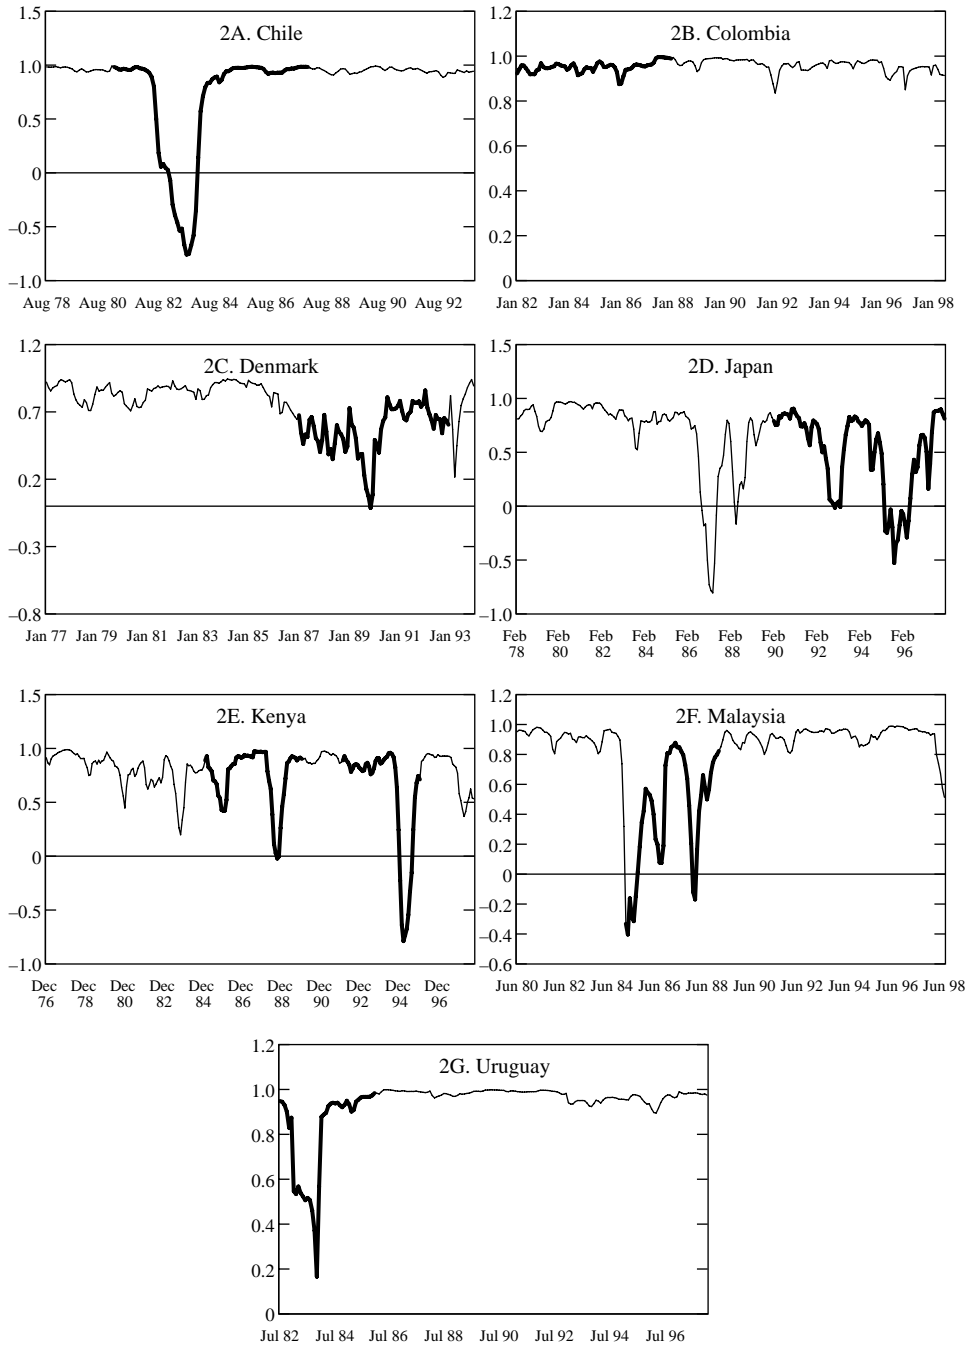 2A. Chile
1.5
1.0
0.5
0
–0.5
–1.0
Aug 78 Aug 80 Aug 82 Aug 84 Aug 86 Aug 88 Aug 90 Aug 92
2B. Colombia
1.2
1.0
0.8
0.6
0.4
0.2
0
Jan 82 Jan 84 Jan 86 Jan 88 Jan 90 Jan 92 Jan 94 Jan 96 Jan 98
2C. Denmark
1.2
0.7
0.2
–0.3
–0.8
Jan 77 Jan 79 Jan 81 Jan 83 Jan 85 Jan 87 Jan 89 Jan 91 Jan 93
2D. Japan
1.5
1.0
0.5
0
–0.5
–1.0
Feb Feb Feb Feb Feb Feb Feb Feb Feb Feb
78 80 82 84 86 88 90 92 94 96
2E. Kenya
1.5
1.0
0.5
0
–0.5
–1.0
Dec Dec Dec Dec Dec Dec Dec Dec Dec Dec Dec
76 78 80 82 84 86 88 90 92 94 96
2F. Malaysia
1.2
1.0
0.8
0.6
0.4
0.2
0
–0.2
–0.4
–0.6
Jun 80 Jun 82 Jun 84 Jun 86 Jun 88 Jun 90 Jun 92 Jun 94 Jun 96 Jun 98
2G. Uruguay
1.2
1.0
0.8
0.6
0.4
0.2
0
Jul 82 Jul 84 Jul 86 Jul 88 Jul 90 Jul 92 Jul 94 Jul 96